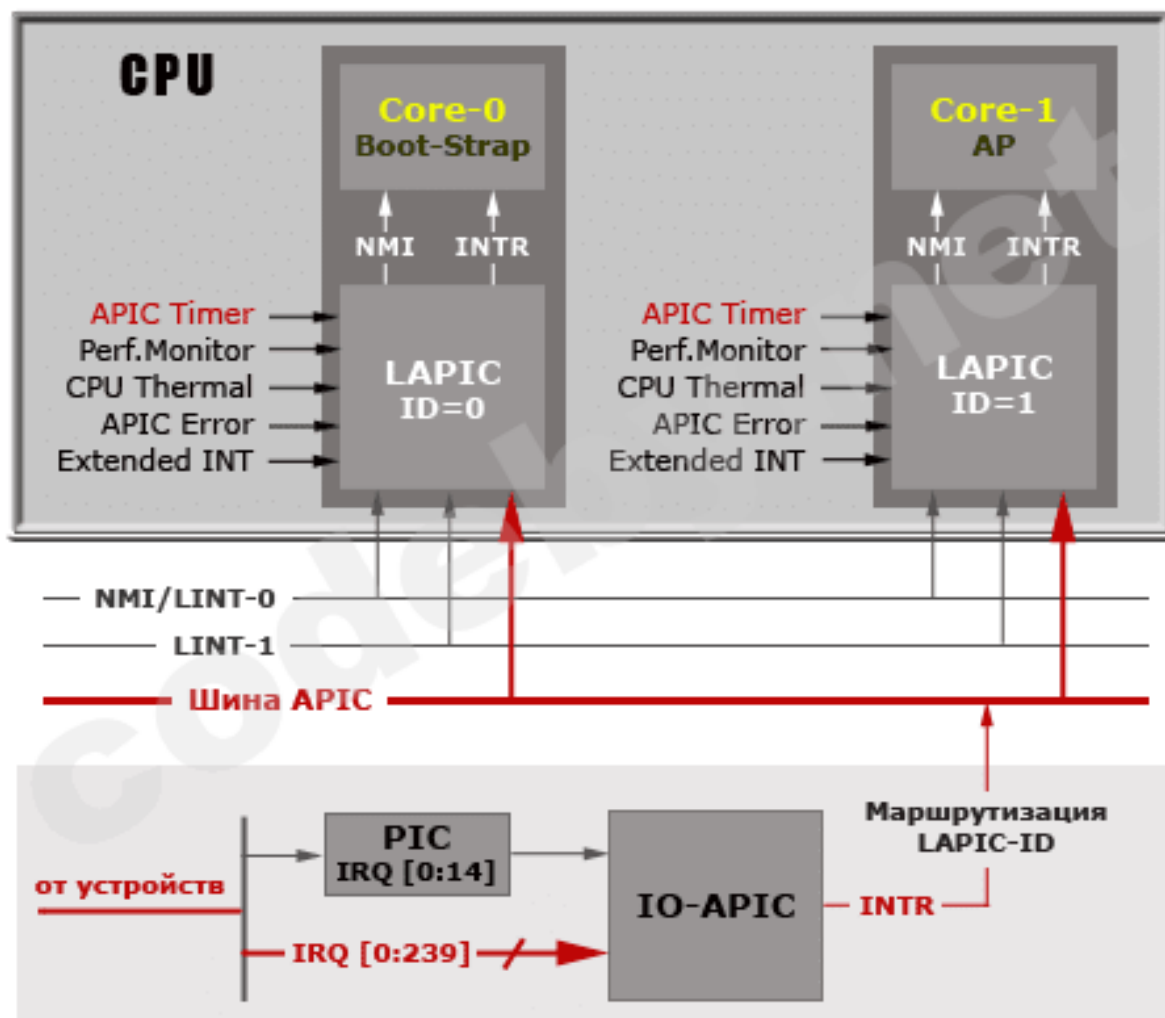 CPU
Core-0
Boot-Strap
NMI INTR
APIC Timer
Perf.Monitor
CPU Thermal
APIC Error
Extended INT
LAPIC
ID=0
Core-1
AP
NMI INTR
APIC Timer
Perf.Monitor
CPU Thermal
APIC Error
Extended INT
LAPIC
ID=1
NMI/LINT-0
LINT-1
Шина APIC
от устройств
PIC
IRQ [0:14]
IRQ [0:239]
IO-APIC
INTR
Маршрутизация
LAPIC-ID
codeby.net